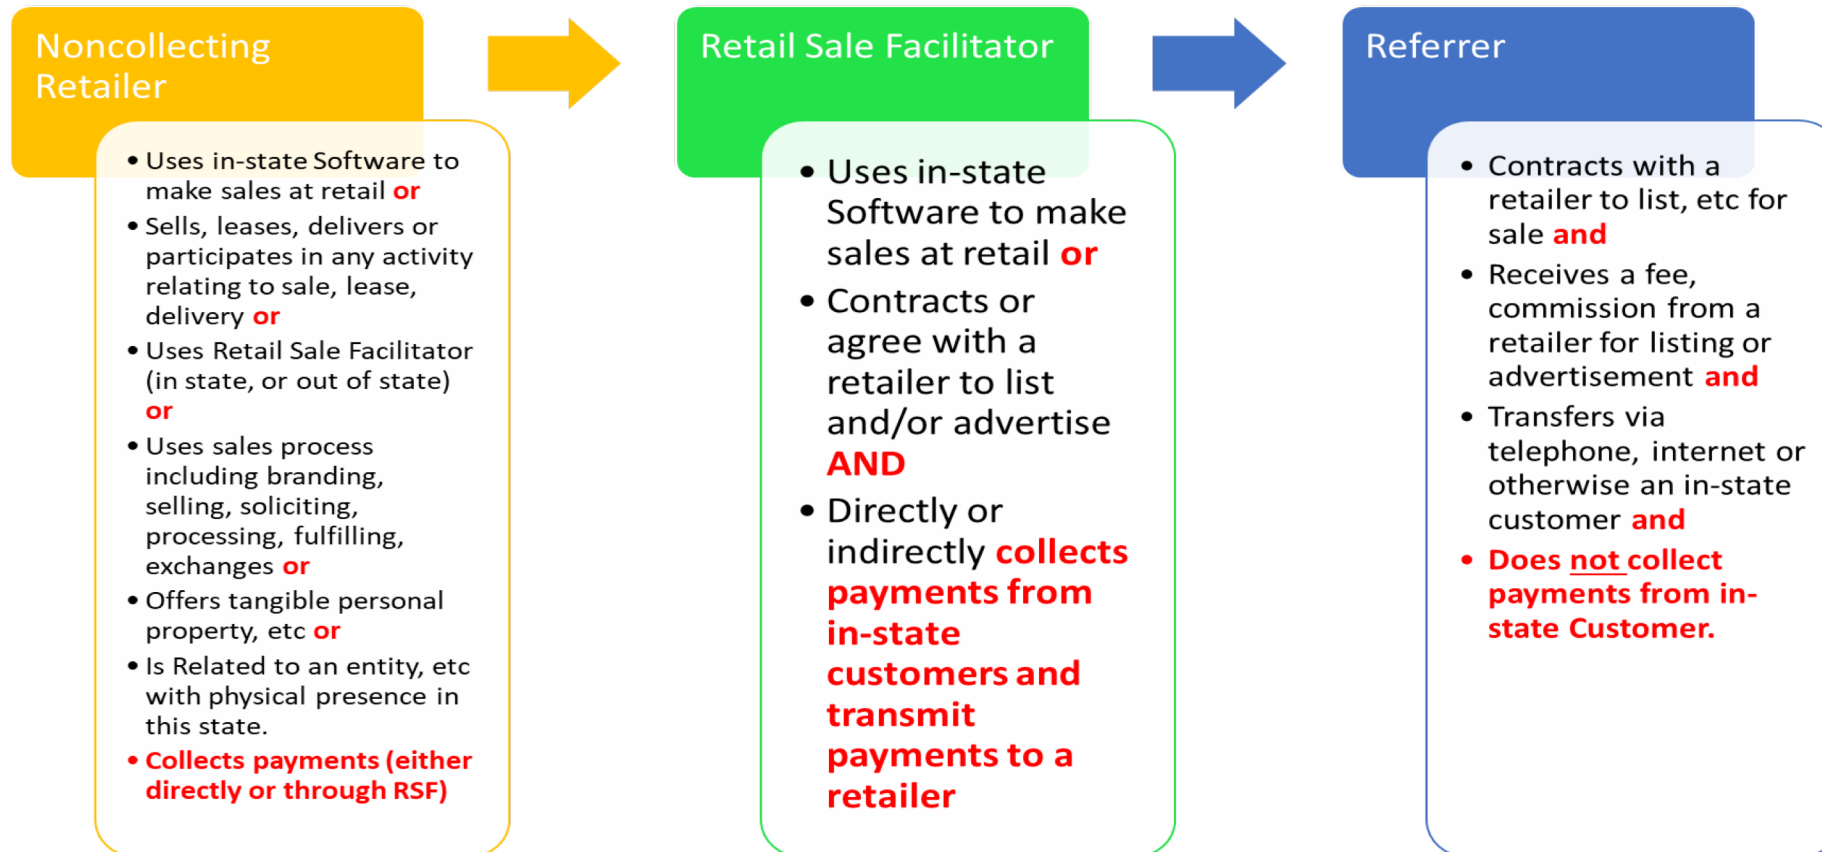 Noncollecting
Retailer
• Uses in-state Software to
make sales at retail or
• Sells, leases, delivers or
participates in any activity
relating to sale, lease,
delivery or
• Uses Retail Sale Facilitator
(in state, or out of state)
or
• Uses sales process
including branding,
selling, soliciting,
processing, fulfilling,
exchanges or
• Offers tangible personal
property, etc or
• Is Related to an entity, etc
with physical presence in
this state.
• Collects payments (either
directly or through RSF)
Retail Sale Facilitator
• Uses in-state
Software to make
sales at retail or
• Contracts or
agree with a
retailer to list
and/or advertise
AND
• Directly or
indirectly collects
payments from
in-state
customers and
transmit
payments to a
retailer
Referrer
• Contracts with a
retailer to list, etc for
sale and
• Receives a fee,
commission from a
retailer for listing or
advertisement and
• Transfers via
telephone, internet or
otherwise an in-state
customer and
• Does not collect
payments from in-
state Customer.